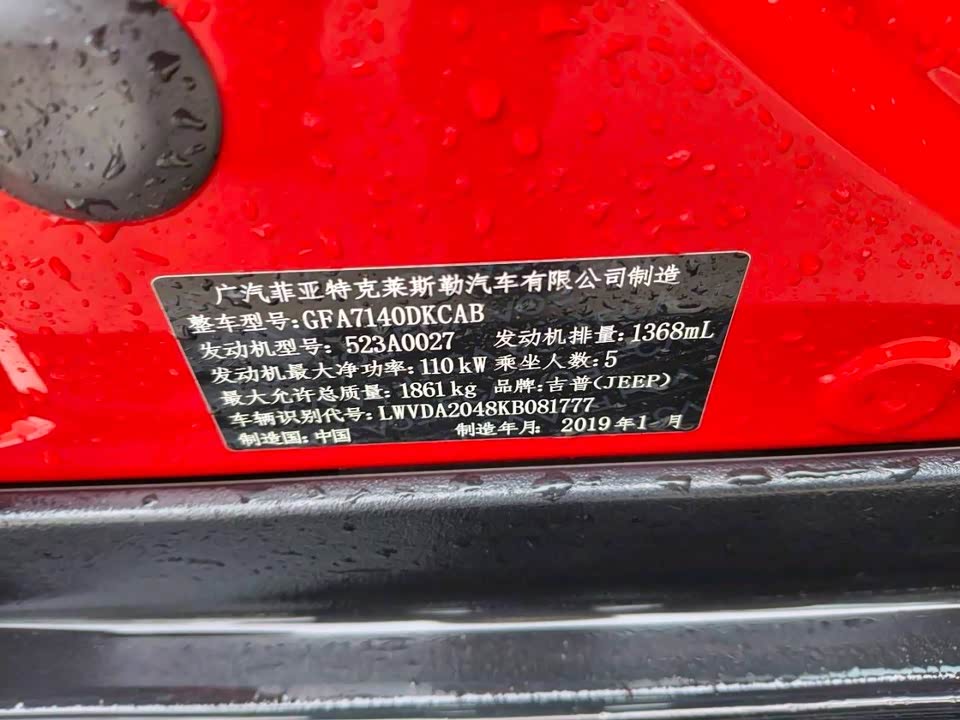 广汽菲亚特克莱斯勒汽车有限公司制造
整车型号:GFA7140DKCAB
发动机型号: 523A0027 发动机排量:1368mL
发动机最大净功率:110kW 乘坐人数:5
最大允许总质量: 1861kg 品牌:吉普(JEEP)
车辆识别代号:LWVDA2048KB081777
制造国:中国 制造年月: 2019年1 月